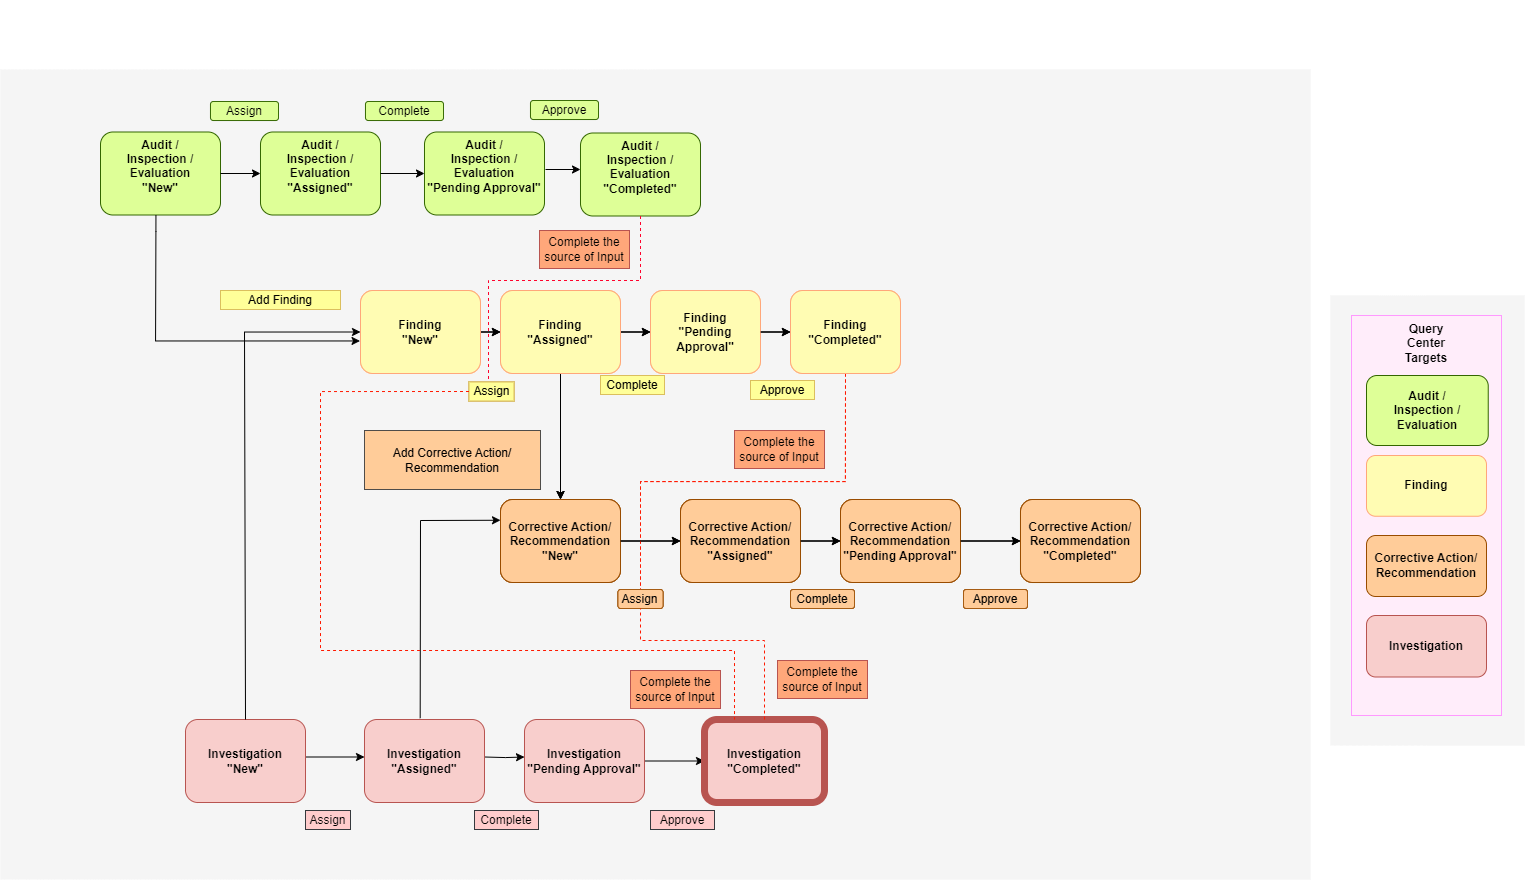 Assign
Complete
Approve
Audit /
Inspection /
Evaluation
"New"
Audit /
Inspection /
Evaluation
"Assigned"
Audit /
Inspection /
Evaluation
"Pending Approval"
Audit /
Inspection /
Evaluation
"Completed"
Complete the
source of Input
Add Finding
Finding
"New"
Finding
"Assigned"
Finding
"Pending
Approval"
Finding
"Completed"
Assign
Complete
Approve
Add Corrective Action/
Recommendation
Complete the
source of Input
Corrective Action/
Recommendation
"New"
Corrective Action/
Recommendation
"Assigned"
Corrective Action/
Recommendation
"Pending Approval"
Corrective Action/
Recommendation
"Completed"
Assign
Complete
Approve
Complete the
source of Input
Complete the
source of Input
Investigation
"New"
Investigation
"Assigned"
Investigation
"Pending Approval"
Investigation
"Completed"
Assign
Complete
Approve
Query
Center
Targets
Audit /
Inspection /
Evaluation
Finding
Corrective Action/
Recommendation
Investigation